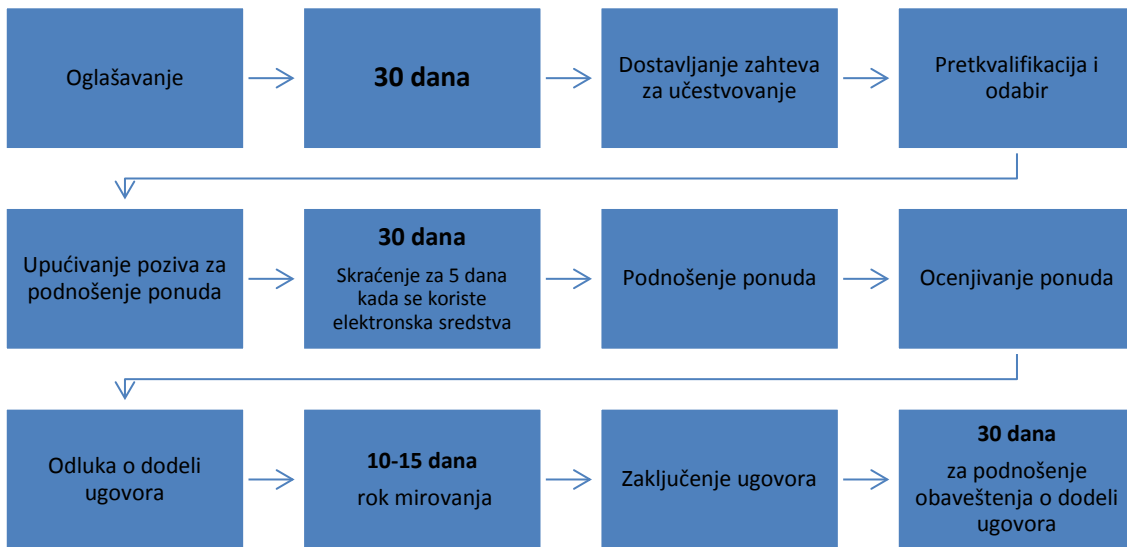 Oglašavanje
30 dana
Dostavljanje zahteva
za učestvovanje
Pretkvalifikacija i
odabir
Upućivanje poziva za
podnošenje ponuda
30 dana
Skraćenje za 5 dana
kada se koriste
elektronska sredstva
Podnošenje ponuda
Ocenjivanje ponuda
Odluka o dodeli
ugovora
10-15 dana
rok mirovanja
Zaključenje ugovora
30 dana
za podnošenje
obaveštenja o dodeli
ugovora